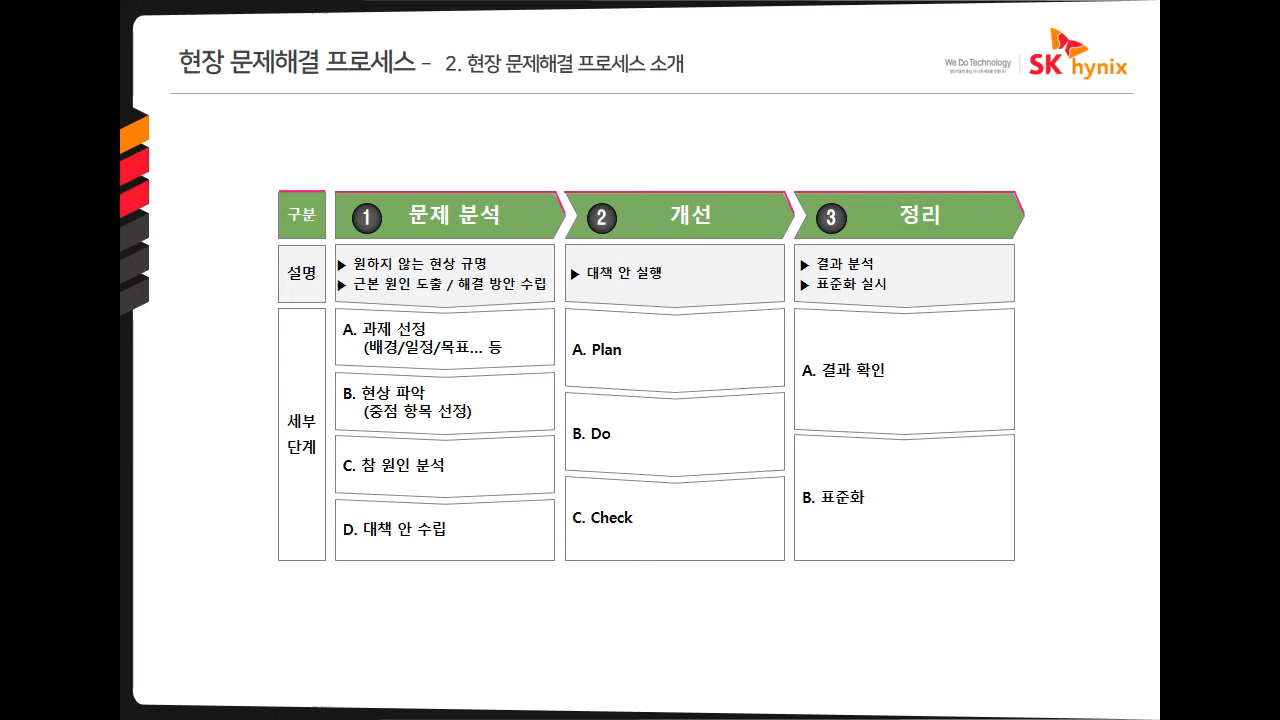 현장 문제해결 프로세스 - 2. 현장 문제해결 프로세스 소개
We Do Technology
SK hynix
구분
1 문제 분석
2 개선
3 정리
설명
▶ 원하지 않는 현상 규명
▶ 근본 원인 도출 / 해결 방안 수립
▶ 대책 안 실행
▶ 결과 분석
▶ 표준화 실시
세부
단계
A. 과제 선정
(배경/일정/목표... 등
B. 현상 파악
(중점 항목 선정)
C. 참 원인 분석
D. 대책 안 수립
A. Plan
B. Do
C. Check
A. 결과 확인
B. 표준화